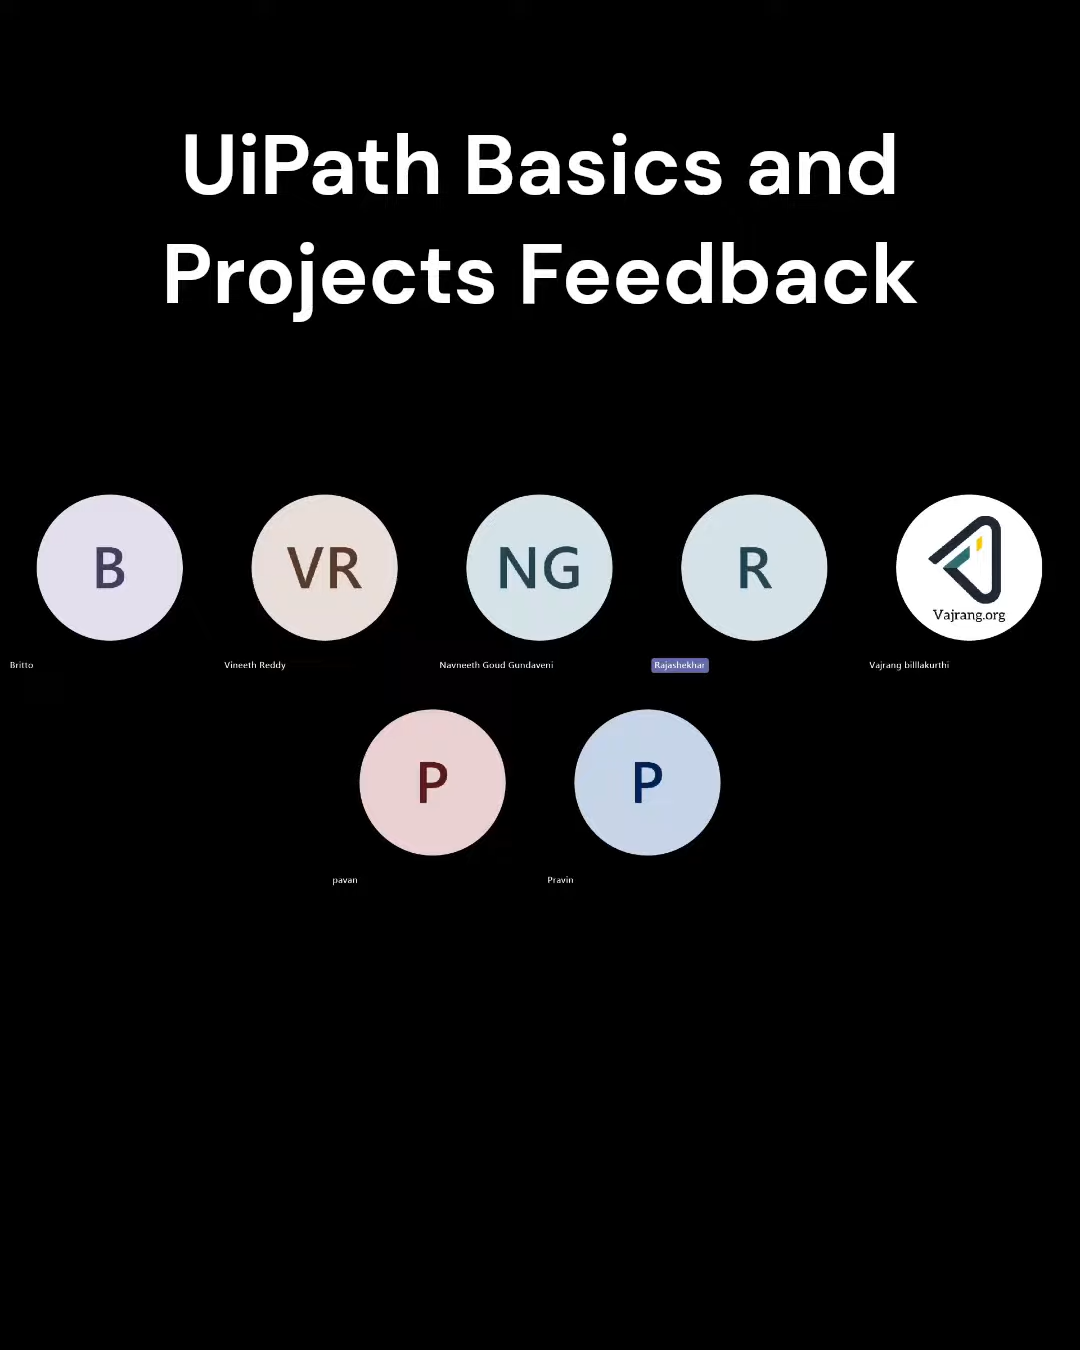 UiPath Basics and
Projects Feedback
B
VR
NG
R
Vajrang.org
Britto
Vineeth Reddy
Navneeth Goud Gundaveni
Rajashekhar
Vajrang billlakurthi
P
P
pavan
Pravin